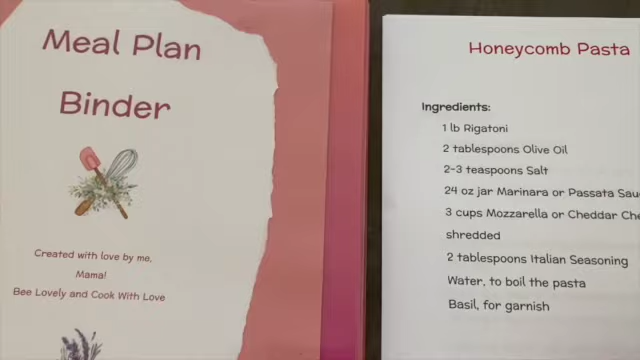 Meal Plan
Binder
Created with love by me,
Mama!
Bee Lovely and Cook With Love
Honeycomb Pasta
Ingredients:
1 lb Rigatoni
2 tablespoons Olive Oil
2-3 teaspoons Salt
24 oz jar Marinara or Passata Sau
3 cups Mozzarella or Cheddar Che
shredded
2 tablespoons Italian Seasoning
Water, to boil the pasta
Basil, for garnish